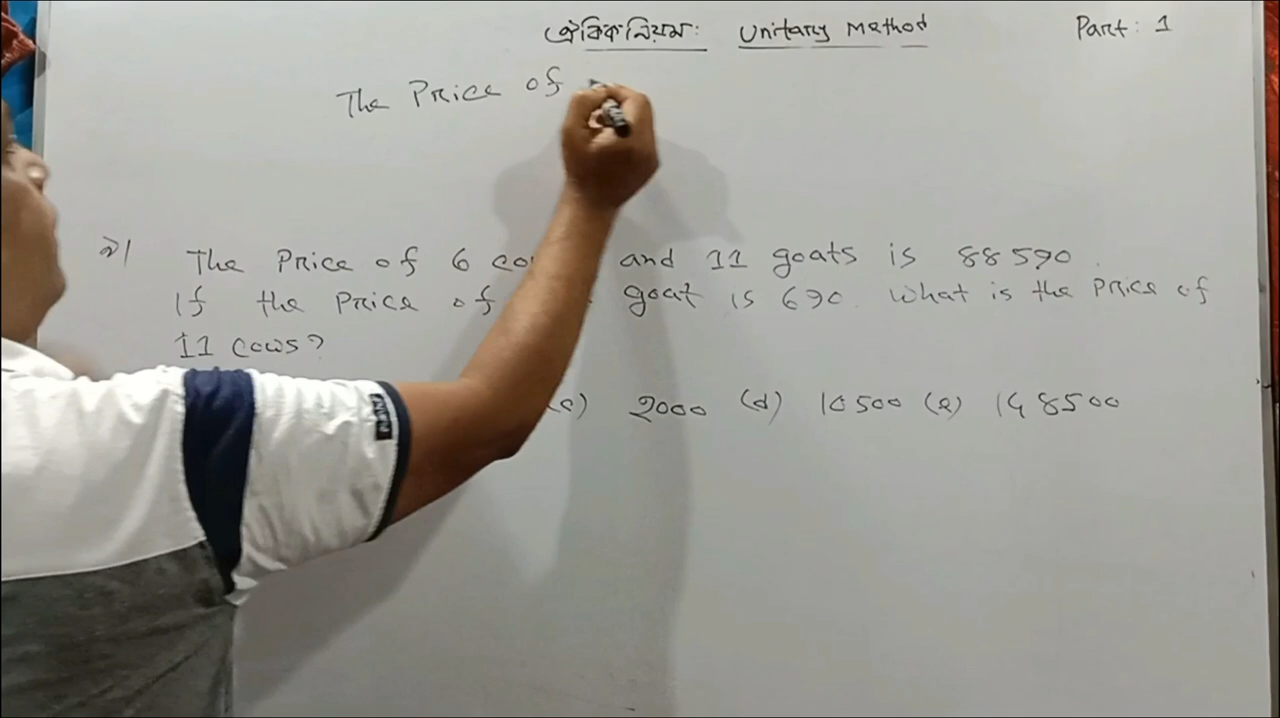 ঐকিক নিয়ম: Unitary Method Part: 1
The Price of
২। The Price of 6 and 11 goats is 88590.
If the Price of goat is 690. What is the Price of
11 Cows?
(c) 2000 (d) 10500 (e) 148500